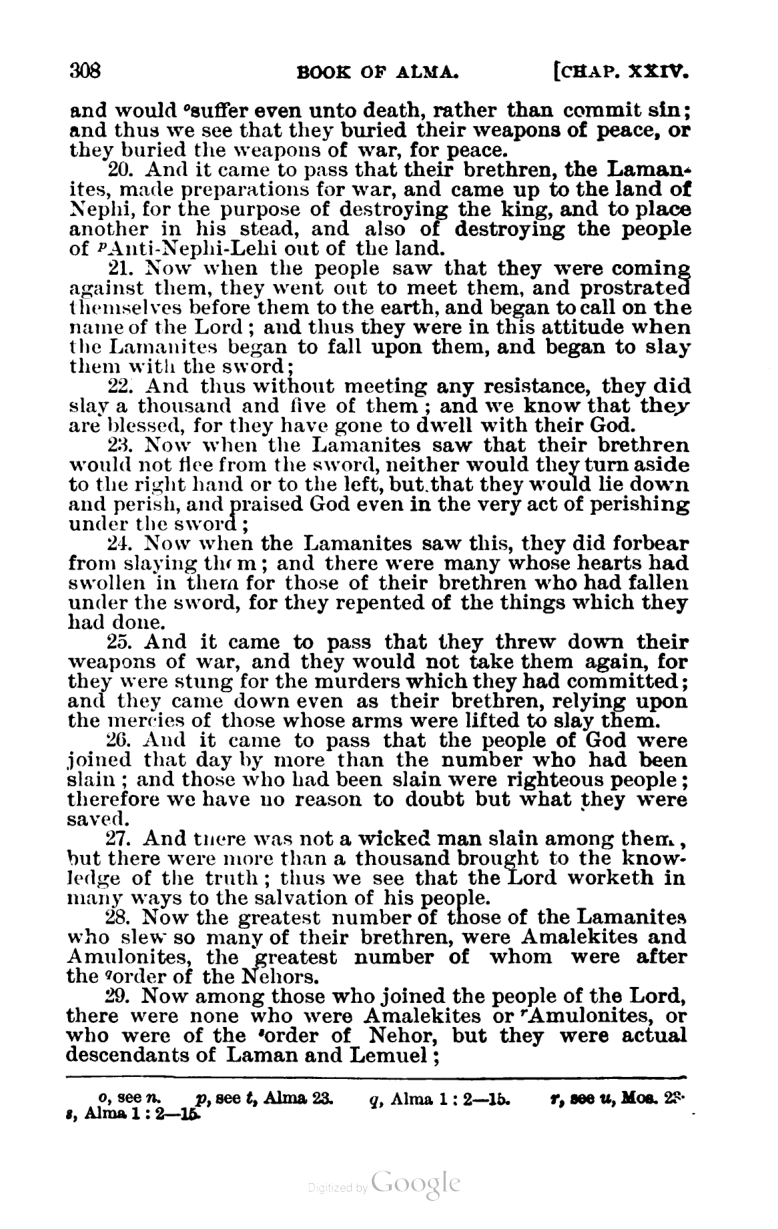 308 BOOK OF ALMA. [CHAP. XXIV.
and would ᵒsuffer even unto death, rather than commit sin;
and thus we see that they buried their weapons of peace, or
they buried the weapons of war, for peace.
20. And it came to pass that their brethren, the Laman-
ites, made preparations for war, and came up to the land of
Nephi, for the purpose of destroying the king, and to place
another in his stead, and also of destroying the people
of ᵖAnti-Nephi-Lehi out of the land.
21. Now when the people saw that they were coming
against them, they went out to meet them, and prostrated
themselves before them to the earth, and began to call on the
name of the Lord; and thus they were in this attitude when
the Lamanites began to fall upon them, and began to slay
them with the sword;
22. And thus without meeting any resistance, they did
slay a thousand and five of them; and we know that they
are blessed, for they have gone to dwell with their God.
23. Now when the Lamanites saw that their brethren
would not flee from the sword, neither would they turn aside
to the right hand or to the left, but that they would lie down
and perish, and praised God even in the very act of perishing
under the sword;
24. Now when the Lamanites saw this, they did forbear
from slaying them; and there were many whose hearts had
swollen in them for those of their brethren who had fallen
under the sword, for they repented of the things which they
had done.
25. And it came to pass that they threw down their
weapons of war, and they would not take them again, for
they were stung for the murders which they had committed;
and they came down even as their brethren, relying upon
the mercies of those whose arms were lifted to slay them.
26. And it came to pass that the people of God were
joined that day by more than the number who had been
slain; and those who had been slain were righteous people;
therefore we have no reason to doubt but what they were
saved.
27. And there was not a wicked man slain among them,
but there were more than a thousand brought to the know-
ledge of the truth; thus we see that the Lord worketh in
many ways to the salvation of his people.
28. Now the greatest number of those of the Lamanites
who slew so many of their brethren, were Amalekites and
Amulonites, the greatest number of whom were after
the ᑫorder of the Nehors.
29. Now among those who joined the people of the Lord,
there were none who were Amalekites or ʳAmulonites, or
who were of the ˢorder of Nehor, but they were actual
descendants of Laman and Lemuel;
o, see n. p, see t, Alma 23. q, Alma 1: 2—15. r, see u, Mos.
s, Alma 1: 2—15.
Digitized by Google